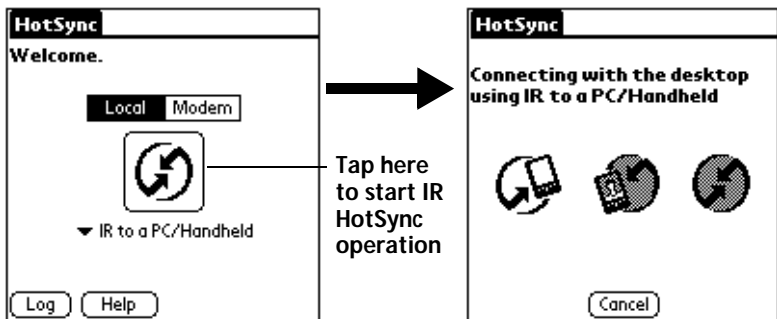 HotSync
Welcome.
Local Modem
IR to a PC/Handheld
Log Help
Tap here
to start IR
HotSync
operation
HotSync
Connecting with the desktop
using IR to a PC/Handheld
Cancel